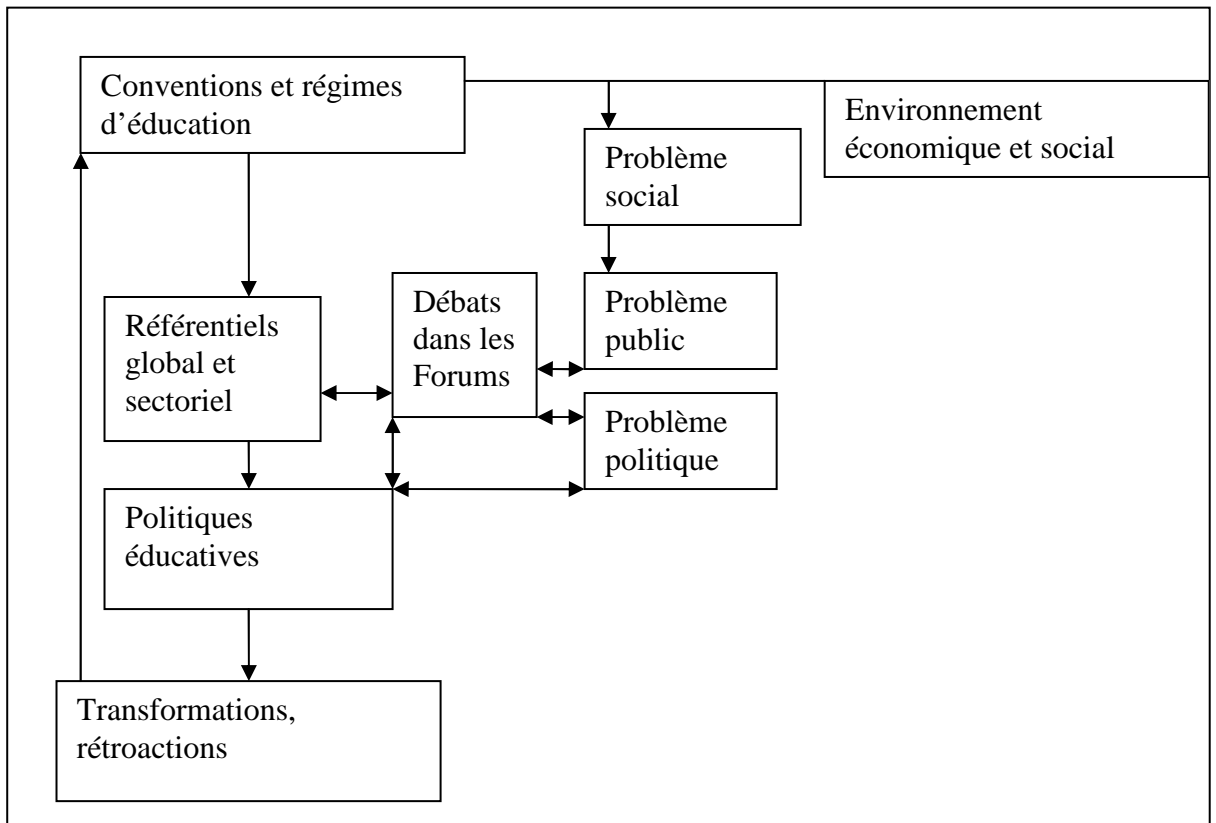 Conventions et régimes
d’éducation
Environnement
économique et social
Problème
social
Référentiels
global et
sectoriel
Débats
dans les
Forums
Problème
public
Problème
politique
Politiques
éducatives
Transformations,
rétroactions